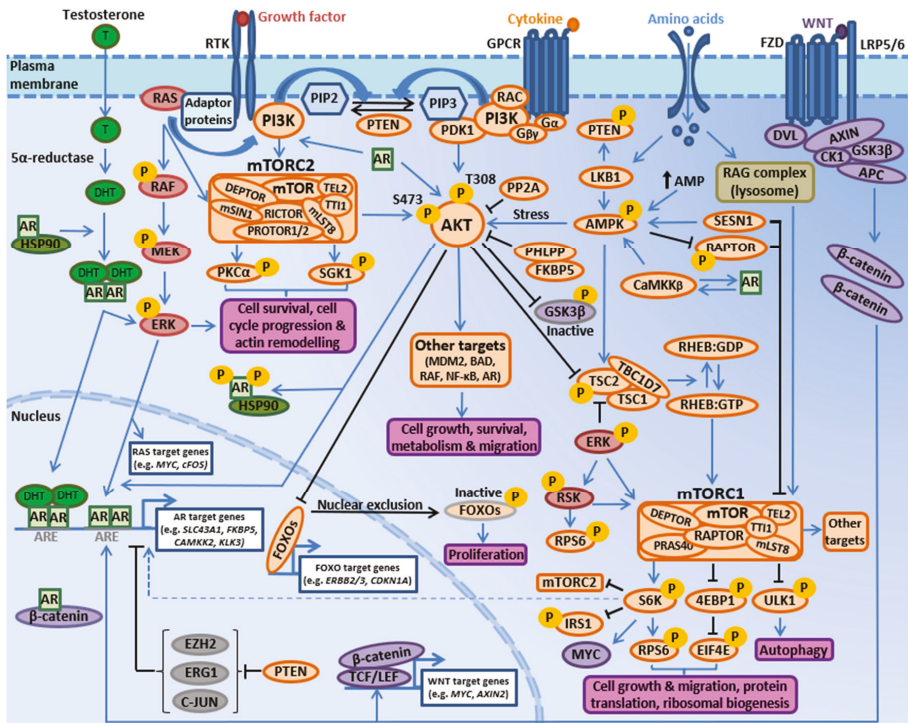 Testosterone
Growth factor
Cytokine
Amino acids
WNT
T
RTK
GPCR
FZD
LRP5/6
Plasma
membrane
RAS
Adaptor
proteins
PI3K
PIP2
PTEN
PIP3
PDK1
PI3K
RAC
Gβγ
Gα
PTEN
P
DVL
AXIN
CK1
GSK3β
APC
T
5α-reductase
DHT
P
RAF
mTORC2
DEPTOR
mTOR
TEL2
mSIN1
RICTOR
TTI1
mLST8
PROTOR1/2
AR
S473
T308
P
P
AKT
PP2A
LKB1
AMP
RAG complex
(lysosome)
Stress
AMPK
P
SESN1
RAPTOR
P
AR
HSP90
P
MEK
DHT
DHT
AR
AR
PKCα
P
SGK1
P
PHLPP
FKBP5
CaMKKβ
AR
β-catenin
β-catenin
P
ERK
Cell survival, cell
cycle progression &
actin remodelling
P
GSK3β
Inactive
Other targets
(MDM2, BAD,
RAF, NF-κB, AR)
TSC2
P
TBC1D7
TSC1
RHEB:GDP
RHEB:GTP
P
P
AR
HSP90
Nucleus
Cell growth, survival,
metabolism & migration
ERK
P
RAS target genes
(e.g. MYC, cFOS)
DHT
DHT
AR
AR
ARE
AR
AR
ARE
AR target genes
(e.g. SLC43A1, FKBP5,
CAMKK2, KLK3)
FOXOs
Nuclear exclusion
Inactive
FOXOs
P
Proliferation
FOXO target genes
(e.g. ERBB2/3, CDKN1A)
P
RSK
RPS6
P
mTORC1
DEPTOR
mTOR
TEL2
TTI1
PRAS40
RAPTOR
mLST8
Other
targets
mTORC2
S6K
P
4EBP1
P
ULK1
P
P
IRS1
MYC
RPS6
P
EIF4E
P
Autophagy
Cell growth & migration, protein
translation, ribosomal biogenesis
AR
β-catenin
EZH2
ERG1
C-JUN
PTEN
β-catenin
TCF/LEF
WNT target genes
(e.g. MYC, AXIN2)